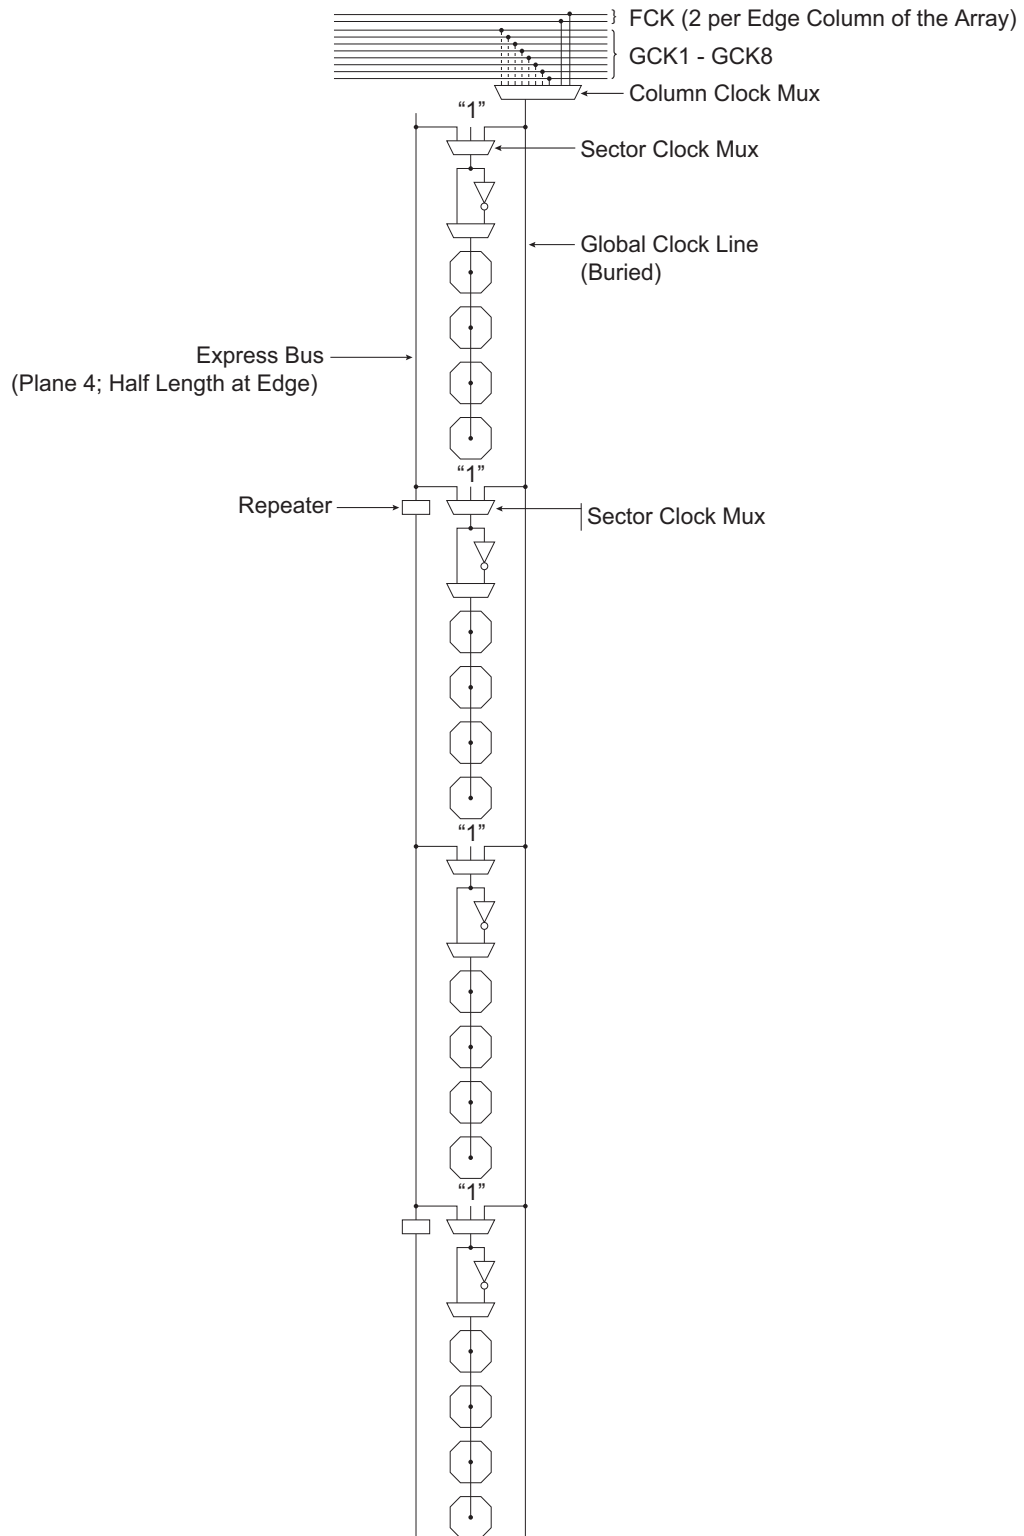 FCK (2 per Edge Column of the Array)
GCK1 - GCK8
Column Clock Mux
“1”
Sector Clock Mux
Global Clock Line
(Buried)
Express Bus
(Plane 4; Half Length at Edge)
“1”
Repeater
Sector Clock Mux
“1”
“1”